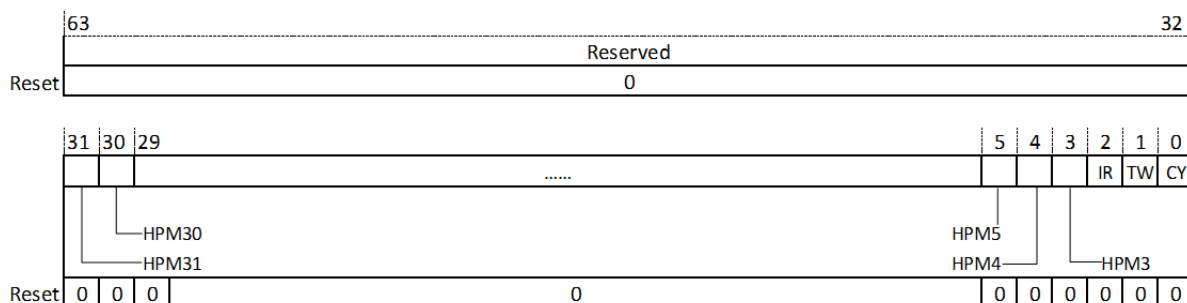 63 32
Reserved
Reset 0
31 30 29 5 4 3 2 1 0
...... IR TW CY
HPM30 HPM5
HPM31 HPM4 HPM3
Reset 0 0 0 0 0 0 0 0 0 0